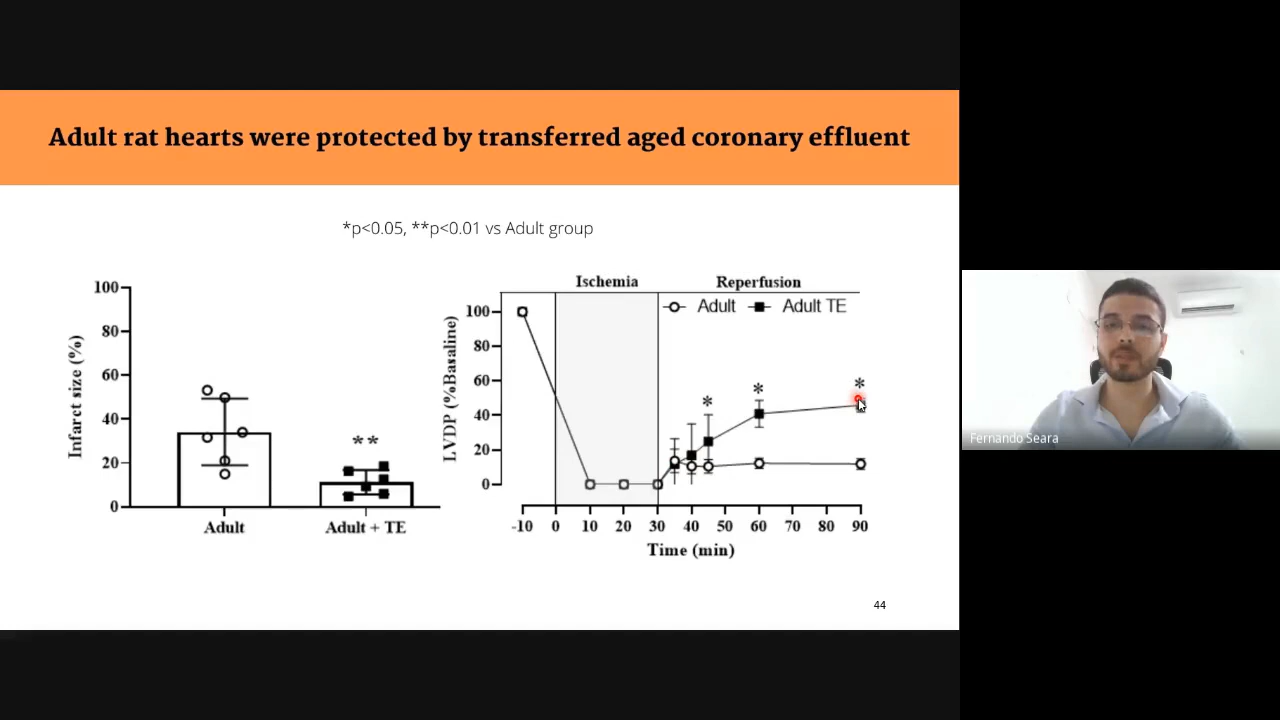 Adult rat hearts were protected by transferred aged coronary effluent
*p<0.05, **p<0.01 vs Adult group
Infarct size (%)
100
80
60
40
20
0
**
Adult
Adult + TE
LVDP (%Basaline)
Ischemia
Reperfusion
Adult
Adult TE
100
80
60
40
20
0
*
*
*
-10 0 10 20 30 40 50 60 70 80 90
Time (min)
44
Fernando Seara